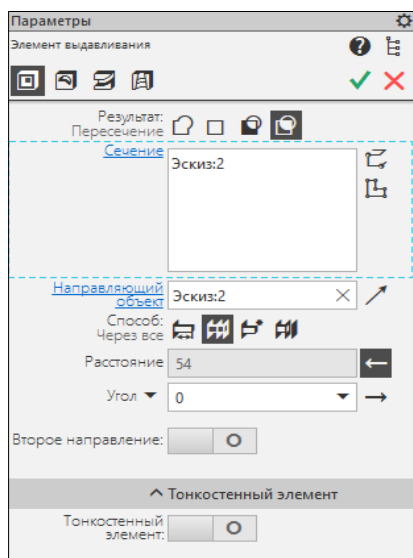 Параметры
Элемент выдавливания
Результат:
Пересечение
Сечение
Эскиз:2
Направляющий
объект
Эскиз:2
Способ:
Через все
Расстояние
54
Угол
0
Второе направление:
Тонкостенный элемент
Тонкостенный
элемент: